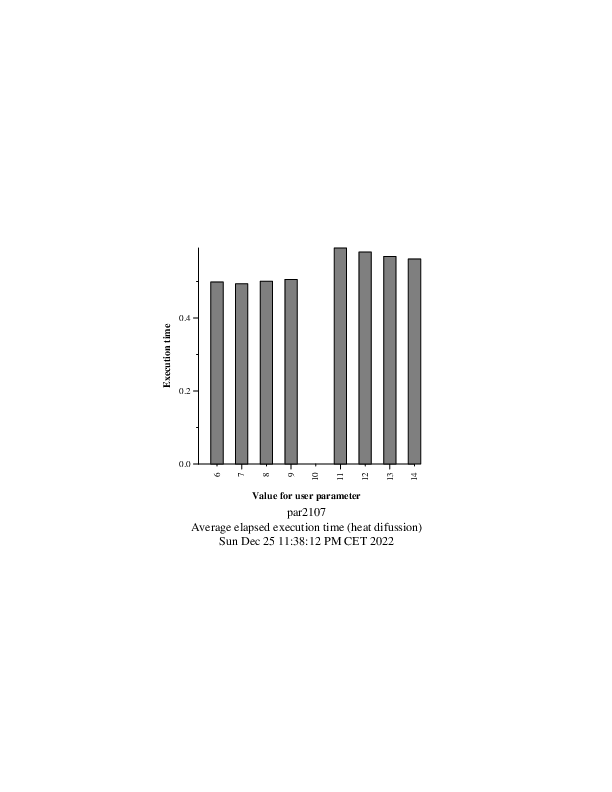 0.4
0.2
0.0
Execution time
6 7 8 9 10 11 12 13 14
Value for user parameter
par2107
Average elapsed execution time (heat difussion)
Sun Dec 25 11:38:12 PM CET 2022